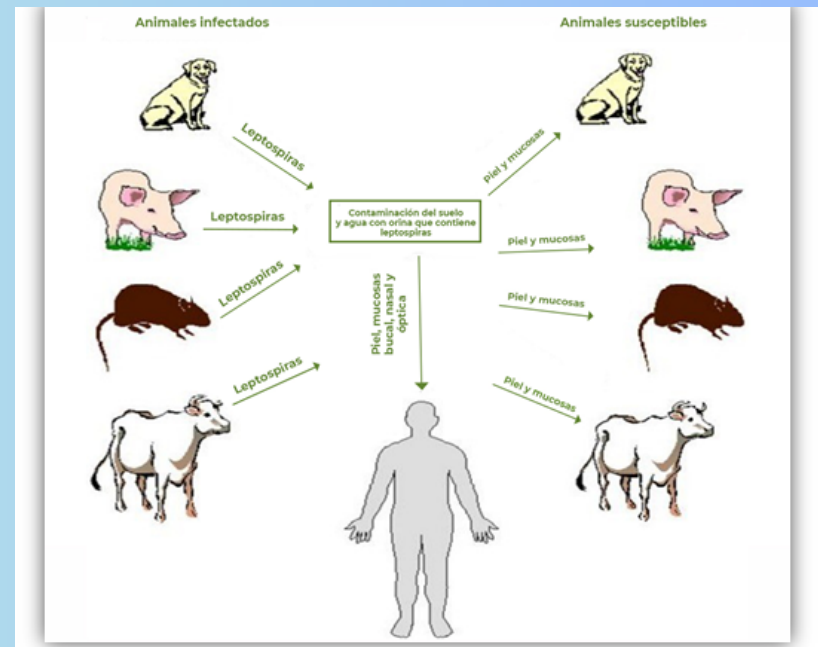 Animales infectados
Animales susceptibles
Leptospiras
Piel y mucosas
Leptospiras
Contaminación del suelo
y agua con orina que contiene
leptospiras
Piel y mucosas
Leptospiras
Piel, mucosas
bucal, nasal y
óptica
Piel y mucosas
Leptospiras
Piel y mucosas